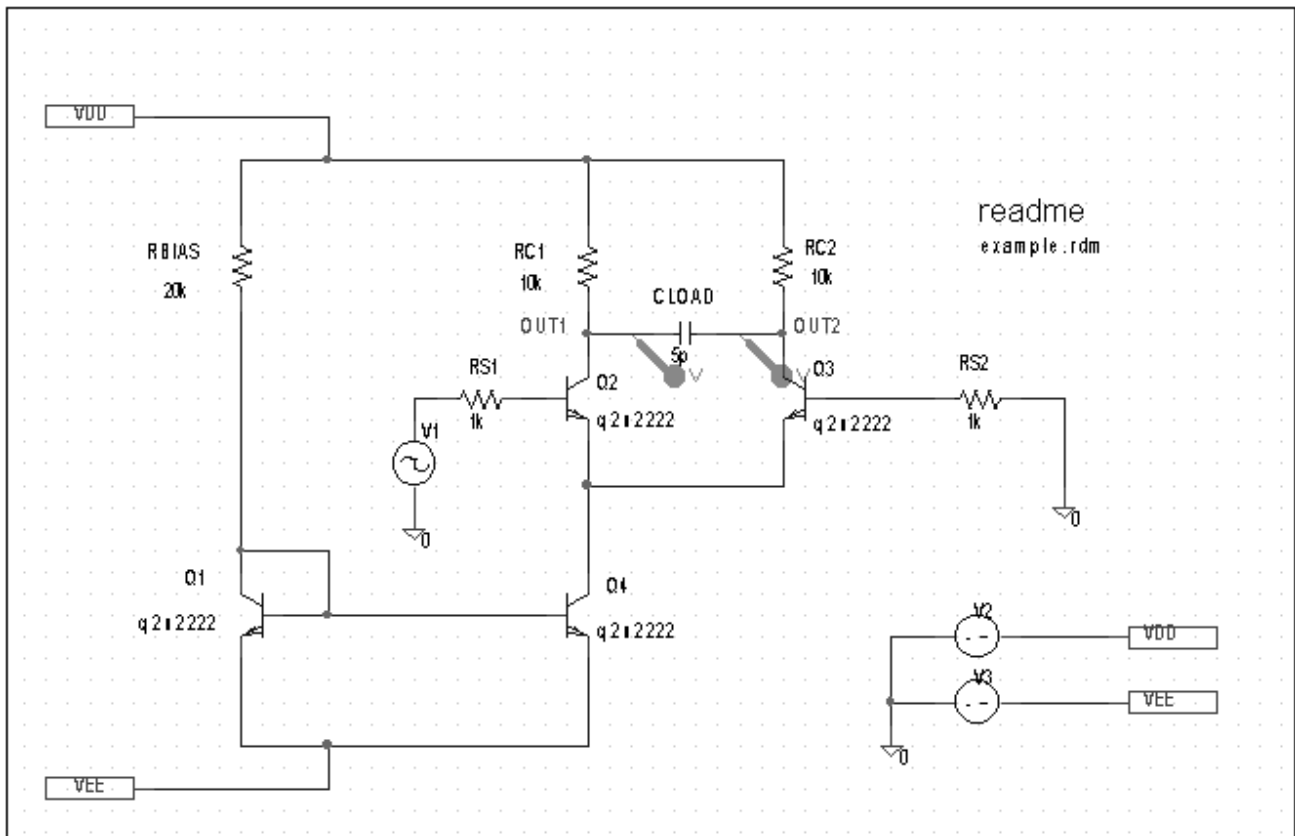 VDD
readme
example.rdm
RBIAS
20k
RC1
10k
RC2
10k
CLOAD
OUT1
OUT2
5p
V
V
RS1
1k
Q2
q2n2222
Q3
q2n2222
RS2
1k
V1
0
0
Q1
q2n2222
Q4
q2n2222
V2
VDD
V3
VEE
0
VEE